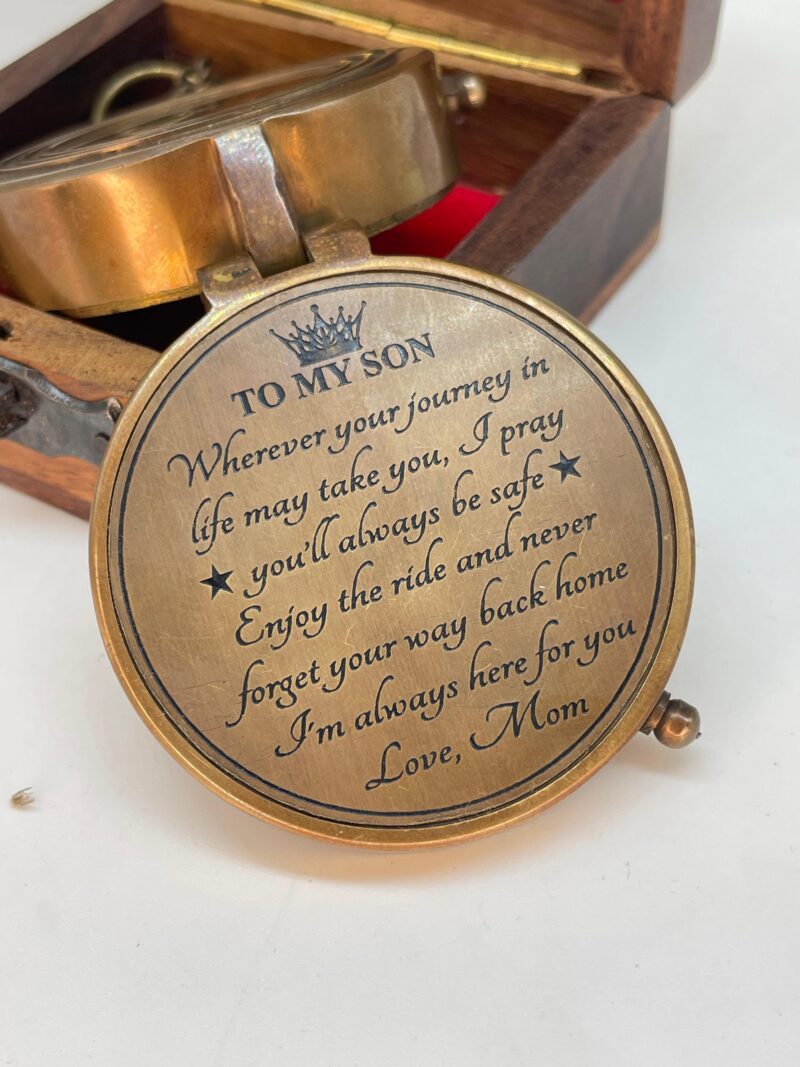 TO MY SON
Wherever your journey in
life may take you, I pray
you'll always be safe
Enjoy the ride and never
forget your way back home
I'm always here for you
Love, Mom